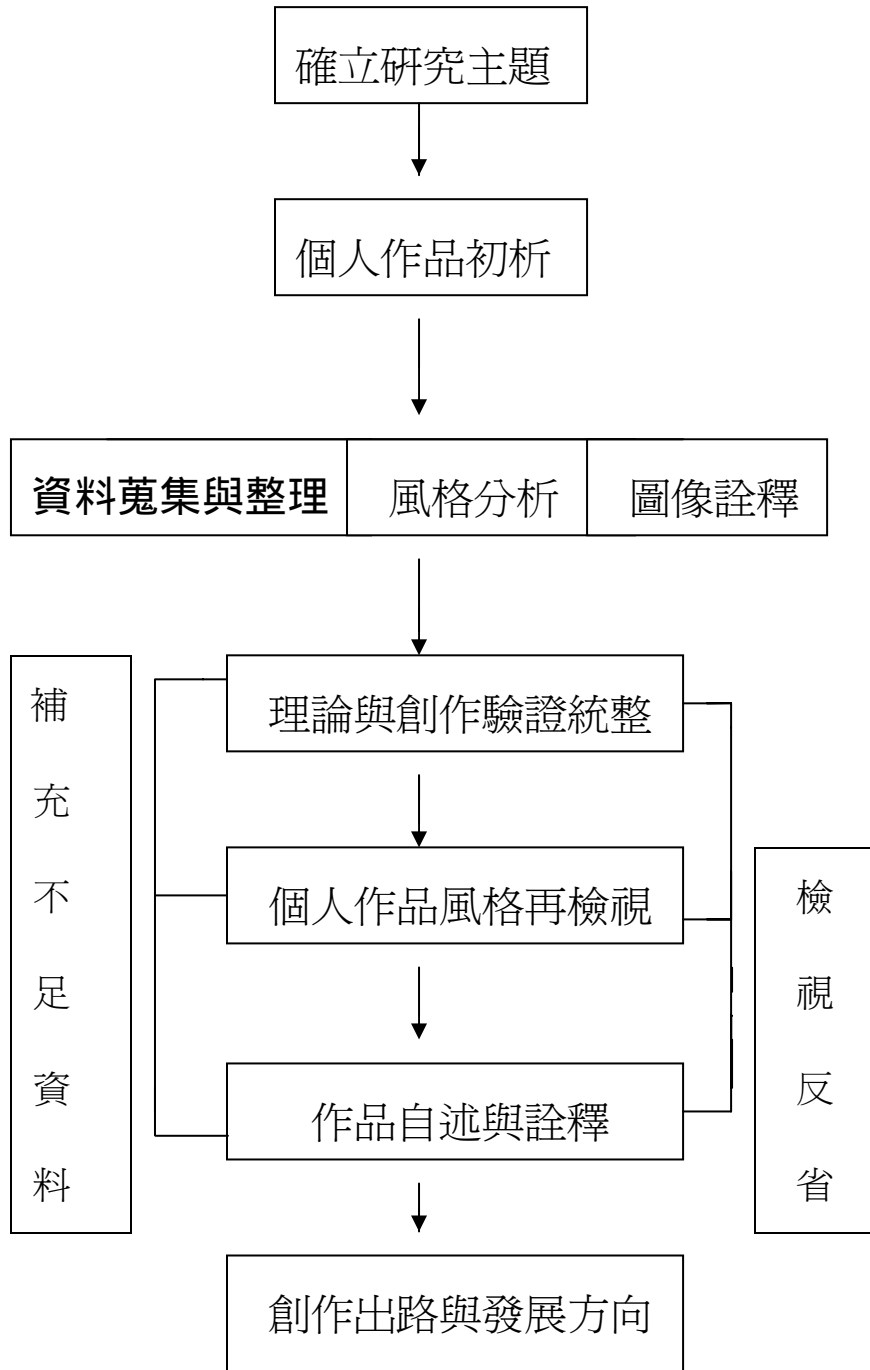 確立研究主題
個人作品初析
資料蒐集與整理
風格分析
圖像詮釋
補充不足資料
理論與創作驗證統整
個人作品風格再檢視
作品自述與詮釋
檢視反省
創作出路與發展方向